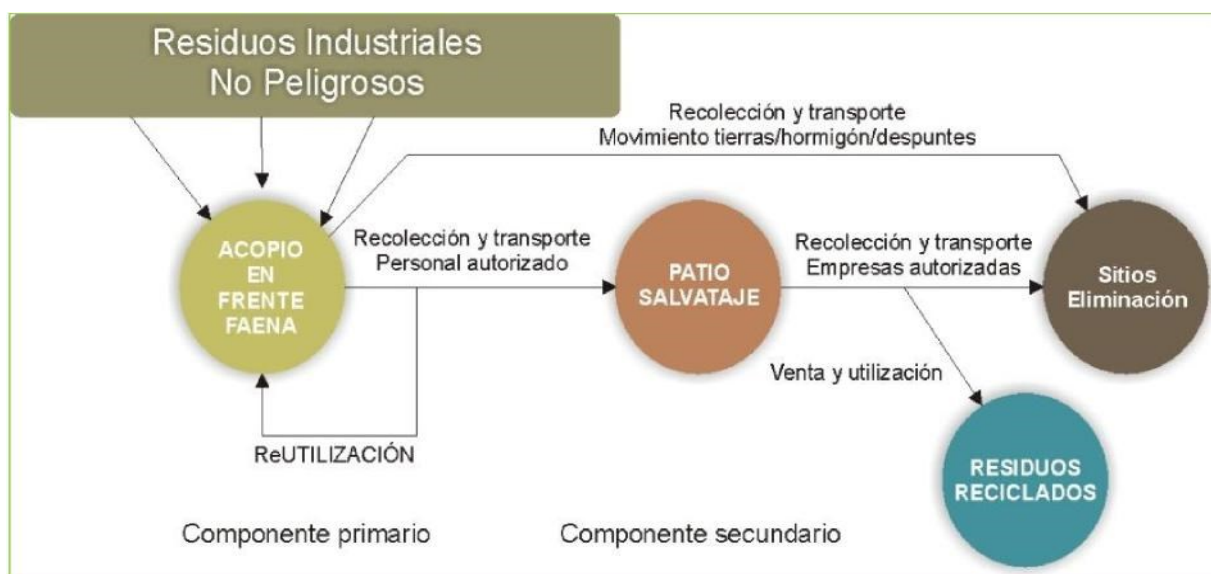 Residuos Industriales
No Peligrosos
Recolección y transporte
Movimiento tierras/hormigón/despuntes
ACOPIO
EN
FRENTE
FAENA
Recolección y transporte
Personal autorizado
PATIO
SALVATAJE
Recolección y transporte
Empresas autorizadas
Sitios
Eliminación
Venta y utilización
ReUTILIZACIÓN
RESIDUOS
RECICLADOS
Componente primario
Componente secundario